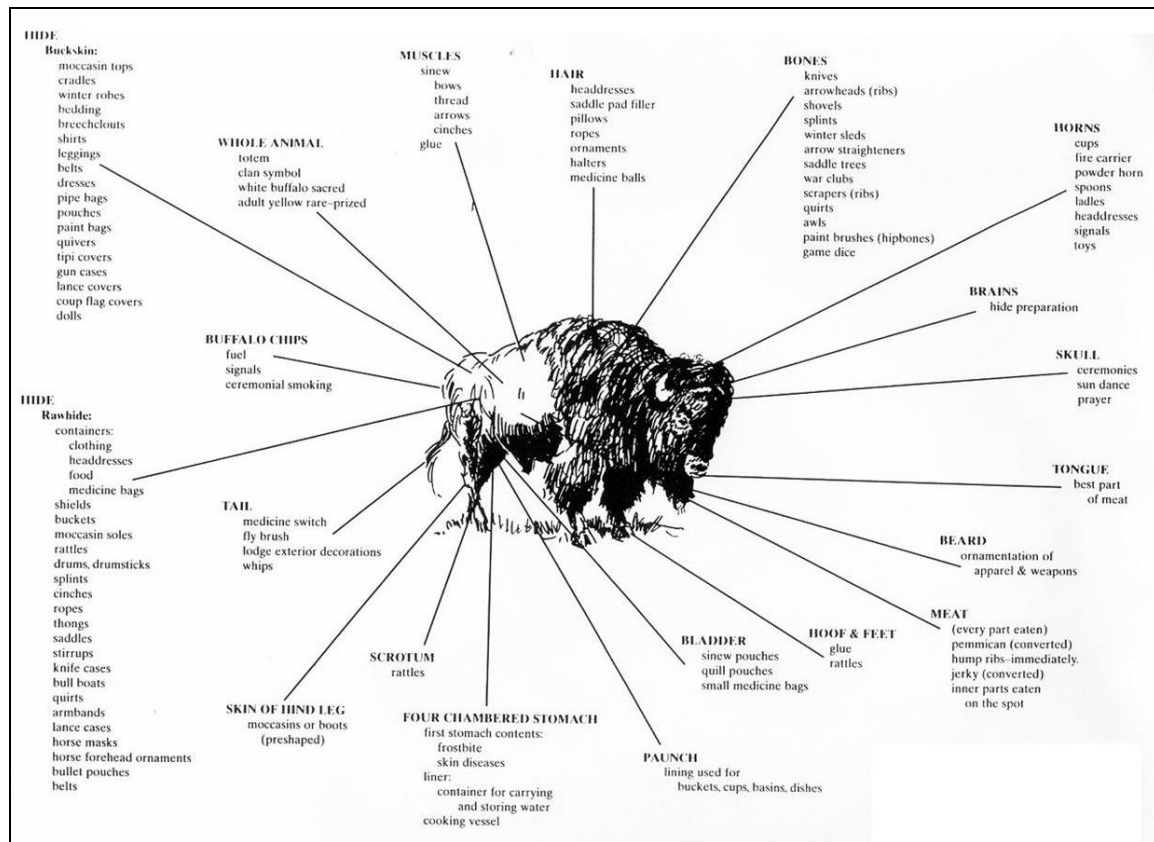 HIDE
Buckskin:
moccasin tops
cradles
winter robes
bedding
breechclouts
shirts
leggings
belts
dresses
pipe bags
pouches
paint bags
quivers
tipi covers
gun cases
lance covers
coup flag covers
dolls
WHOLE ANIMAL
totem
clan symbol
white buffalo sacred
adult yellow rare–prized
MUSCLES
sinew
bows
thread
arrows
cinches
glue
HAIR
headdresses
saddle pad filler
pillows
ropes
ornaments
halters
medicine balls
BONES
knives
arrowheads (ribs)
shovels
splints
winter sleds
arrow straighteners
saddle trees
war clubs
scrapers (ribs)
quirts
awls
paint brushes (hipbones)
game dice
HORNS
cups
fire carrier
powder horn
spoons
ladles
headdresses
signals
toys
BRAINS
hide preparation
SKULL
ceremonies
sun dance
prayer
TONGUE
best part
of meat
BEARD
ornamentation of
apparel & weapons
MEAT
(every part eaten)
pemmican (converted)
hump ribs–immediately.
jerky (converted)
inner parts eaten
on the spot
HOOF & FEET
glue
rattles
BLADDER
sinew pouches
quill pouches
small medicine bags
PAUNCH
lining used for
buckets, cups, basins, dishes
FOUR CHAMBERED STOMACH
first stomach contents:
frostbite
skin diseases
liner:
container for carrying
and storing water
cooking vessel
SCROTUM
rattles
SKIN OF HIND LEG
moccasins or boots
(preshaped)
TAIL
medicine switch
fly brush
lodge exterior decorations
whips
BUFFALO CHIPS
fuel
signals
ceremonial smoking
HIDE
Rawhide:
containers:
clothing
headdresses
food
medicine bags
shields
buckets
moccasin soles
rattles
drums, drumsticks
splints
cinches
ropes
thongs
saddles
stirrups
knife cases
bull boats
quirts
armbands
lance cases
horse masks
horse forehead ornaments
bullet pouches
belts